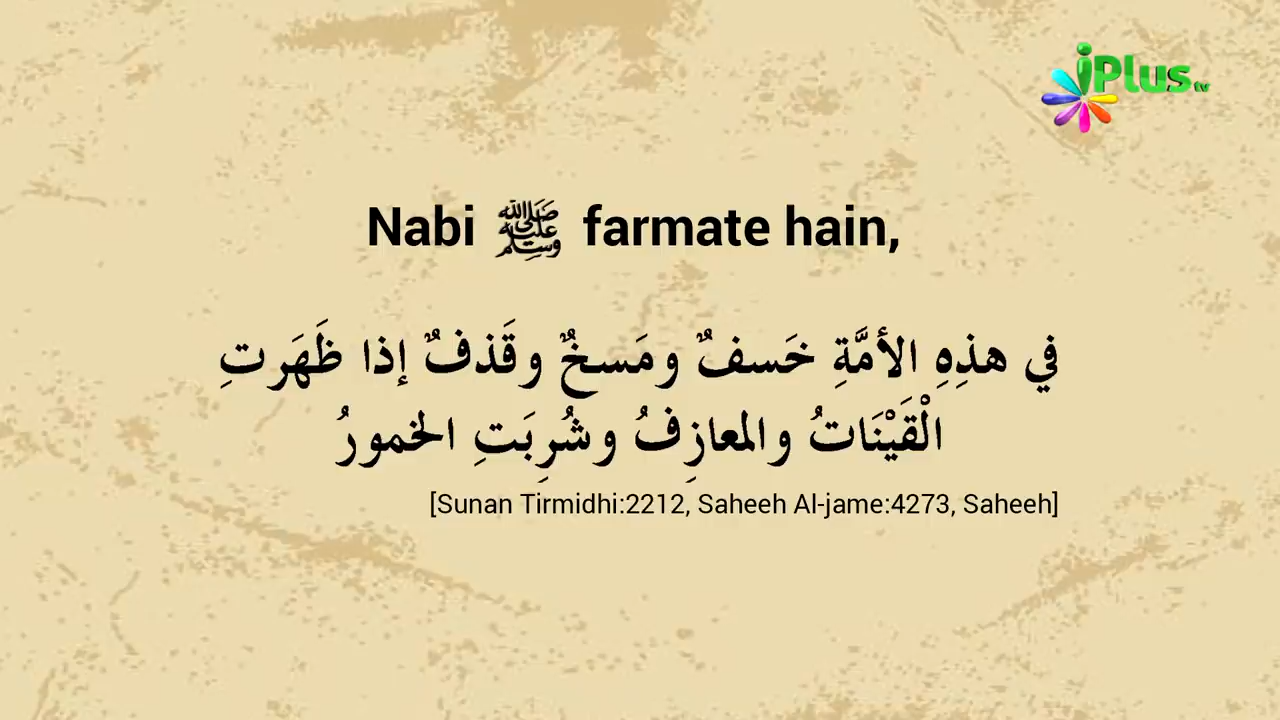 iPlus tv
Nabi ﷺ farmate hain,
في هذِهِ الأمَّةِ خَسفٌ ومَسخٌ وقَذفٌ إذا ظَهَرتِ
الْقَيْنَاتُ والمعازِفُ وشُرِبَتِ الخمورُ
[Sunan Tirmidhi:2212, Saheeh Al-jame:4273, Saheeh]